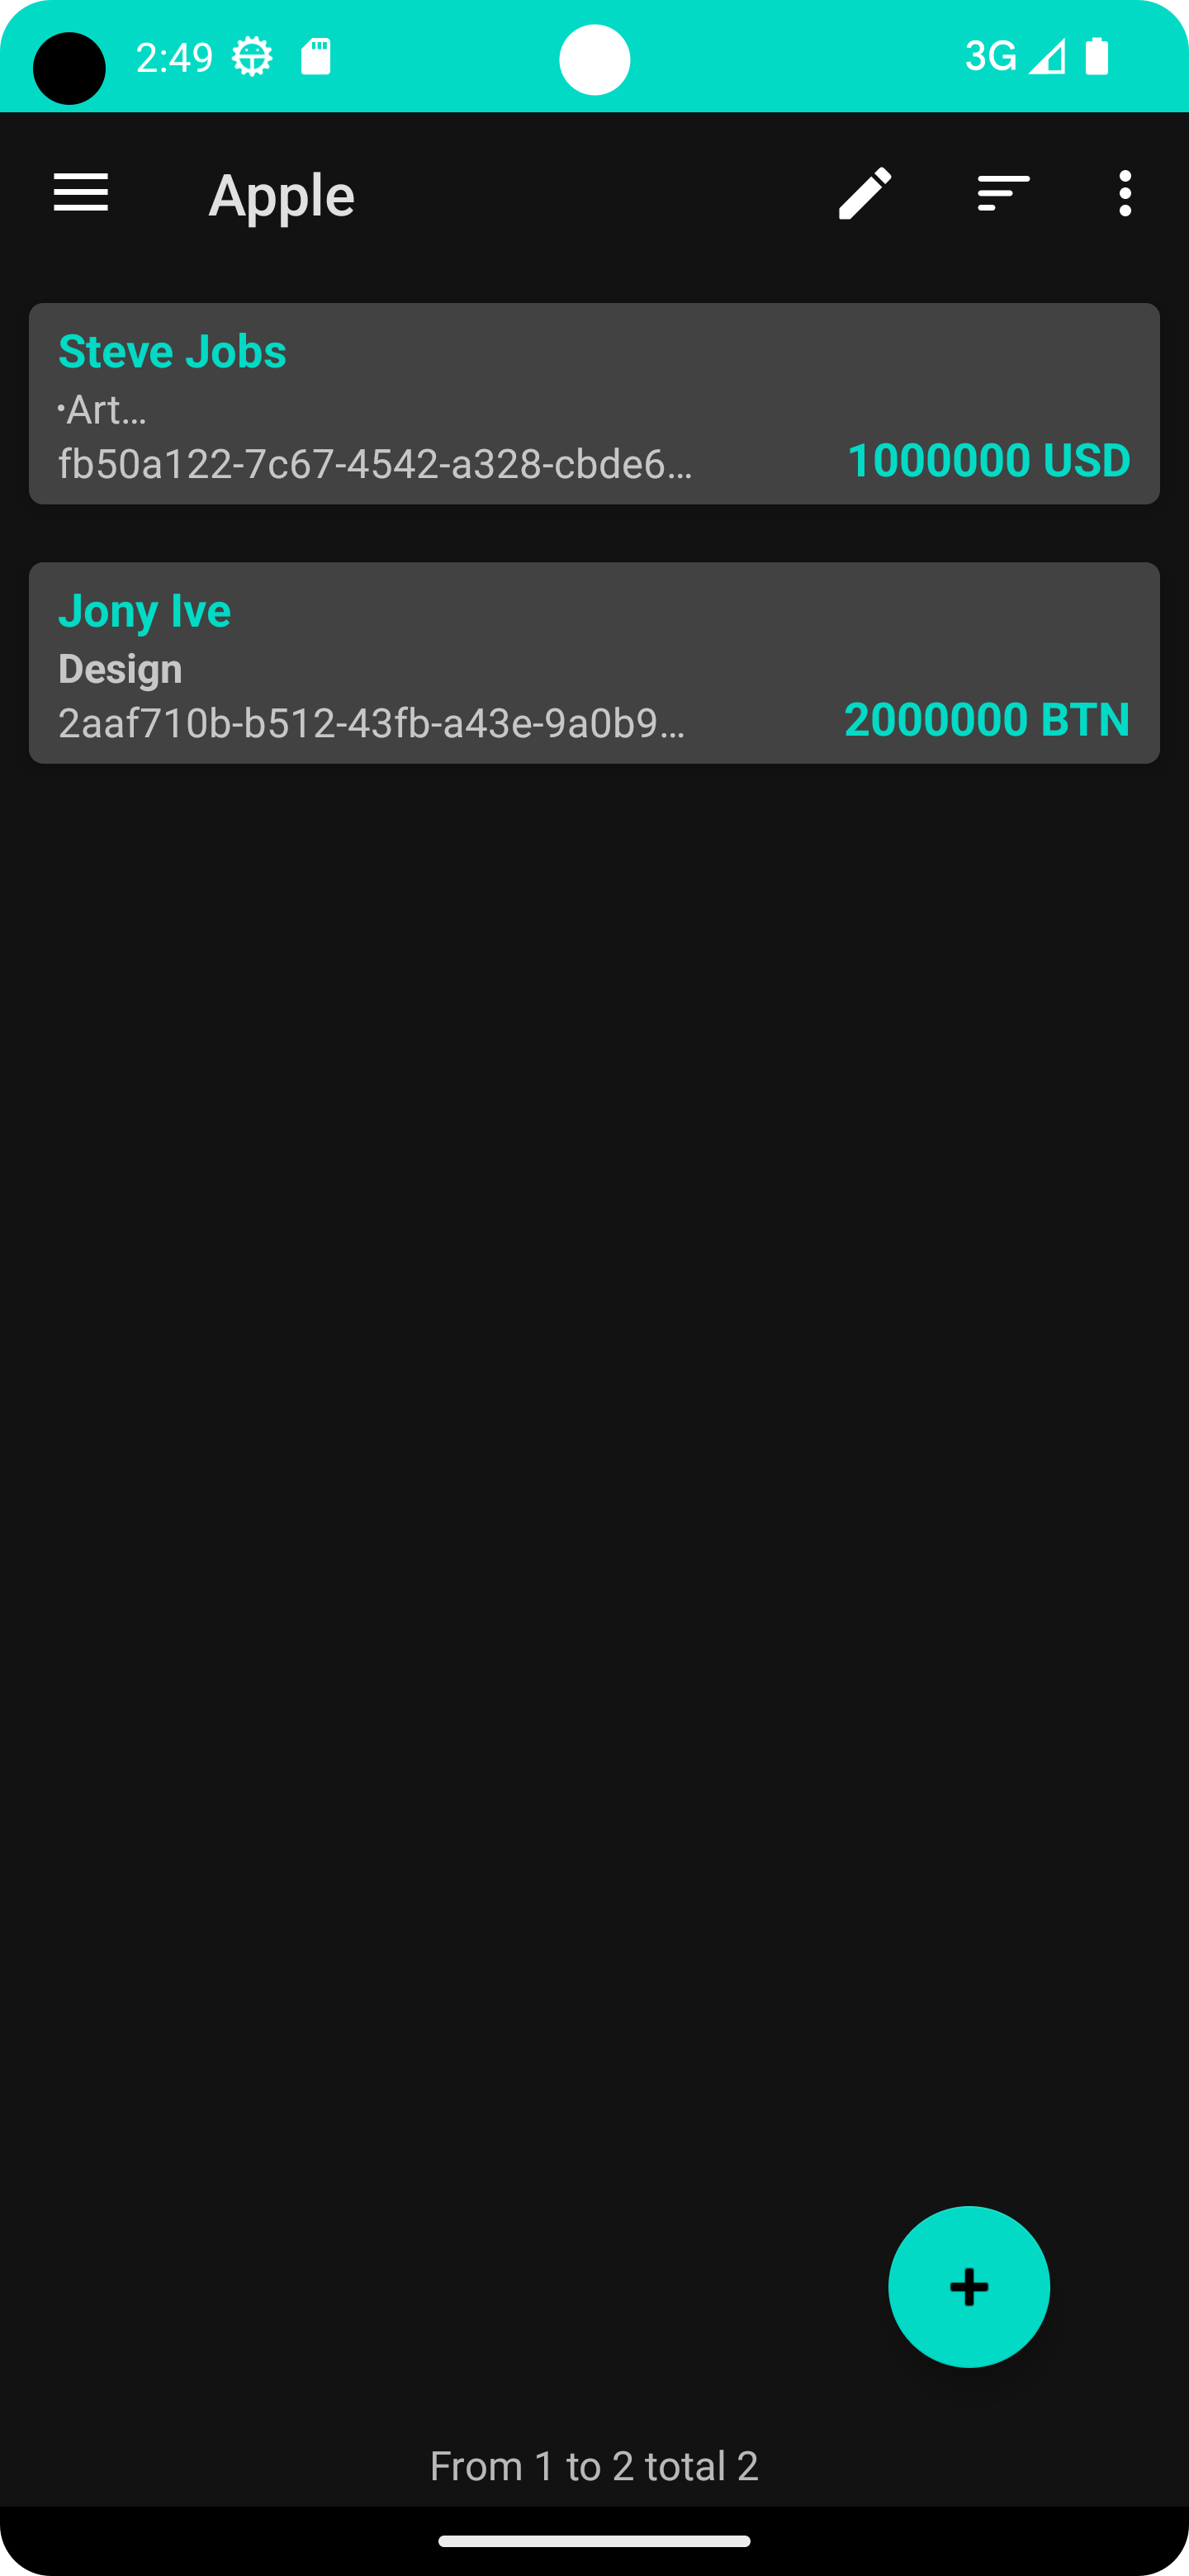 2:49
3G
Apple
Steve Jobs
•Art…
fb50a122-7c67-4542-a328-cbde6…
1000000 USD
Jony Ive
Design
2aaf710b-b512-43fb-a43e-9a0b9…
2000000 BTN
From 1 to 2 total 2